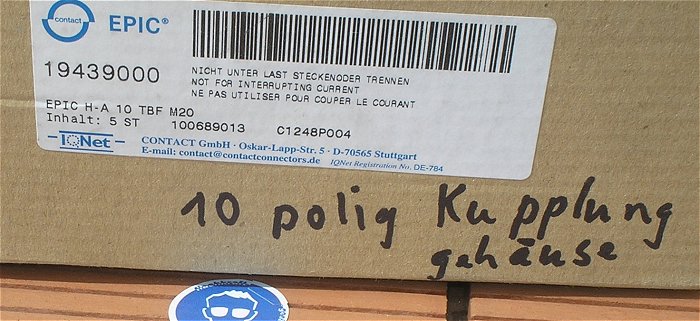 contact EPIC®
19439000
NICHT UNTER LAST STECKENODER TRENNEN
NOT FOR INTERRUPTING CURRENT
NE PAS UTILISER POUR COUPER LE COURANT
EPIC H-A 10 TBF M20
Inhalt: 5 ST 100689013 C1248P004
IQNet
CONTACT GmbH · Oskar-Lapp-Str. 5 · D-70565 Stuttgart
E-mail: contact@contactconnectors.de IQNet Registration No. DE-784
10 polig Kupplung
gehäuse